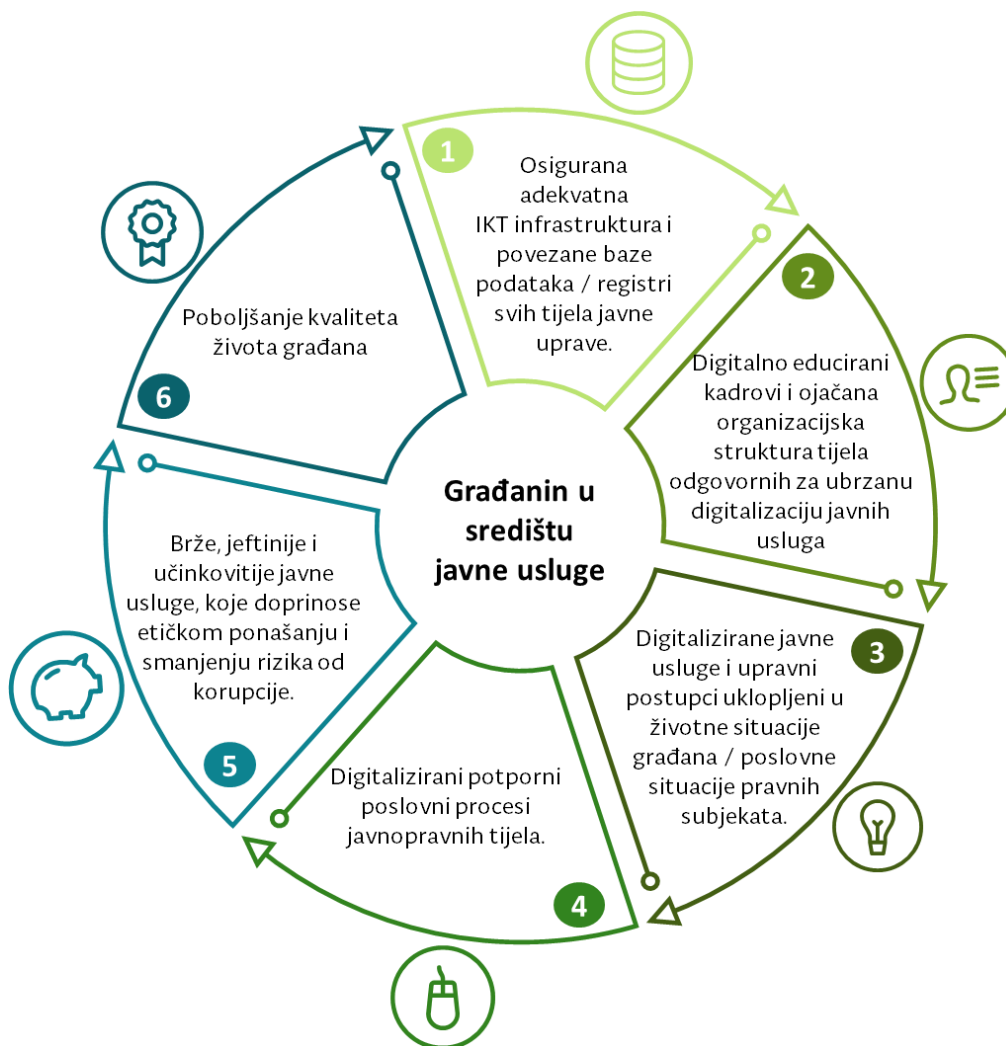 1
Osigurana
adekvatna
IKT infrastruktura i
povezane baze
podataka / registri
svih tijela javne
uprave.
2
Digitalno educirani
kadrovi i ojačana
organizacijska
struktura tijela
odgovornih za ubrzanu
digitalizaciju javnih
usluga
3
Digitalizirane javne
usluge i upravni
postupci uklopljeni u
životne situacije
građana / poslovne
situacije pravnih
subjekata.
4
Digitalizirani potporni
poslovni procesi
javnopravnih tijela.
5
Brže, jeftinije i
učinkovitije javne
usluge, koje doprinose
etičkom ponašanju i
smanjenju rizika od
korupcije.
6
Poboljšanje kvaliteta
života građana
Građanin u
središtu
javne usluge